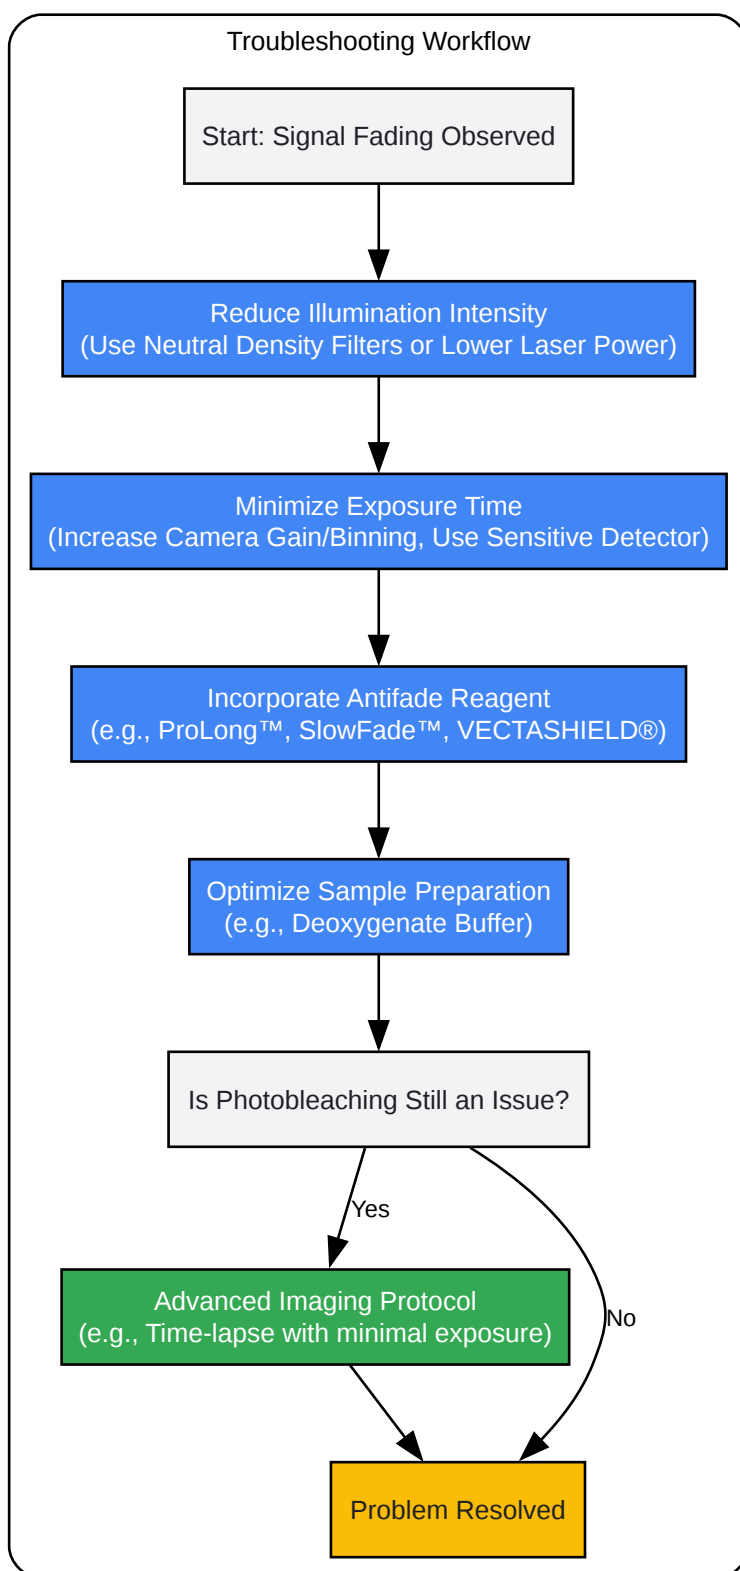 Troubleshooting Workflow
Start: Signal Fading Observed
Reduce Illumination Intensity
(Use Neutral Density Filters or Lower Laser Power)
Minimize Exposure Time
(Increase Camera Gain/Binning, Use Sensitive Detector)
Incorporate Antifade Reagent
(e.g., ProLong™, SlowFade™, VECTASHIELD®)
Optimize Sample Preparation
(e.g., Deoxygenate Buffer)
Is Photobleaching Still an Issue?
Yes
Advanced Imaging Protocol
(e.g., Time-lapse with minimal exposure)
No
Problem Resolved